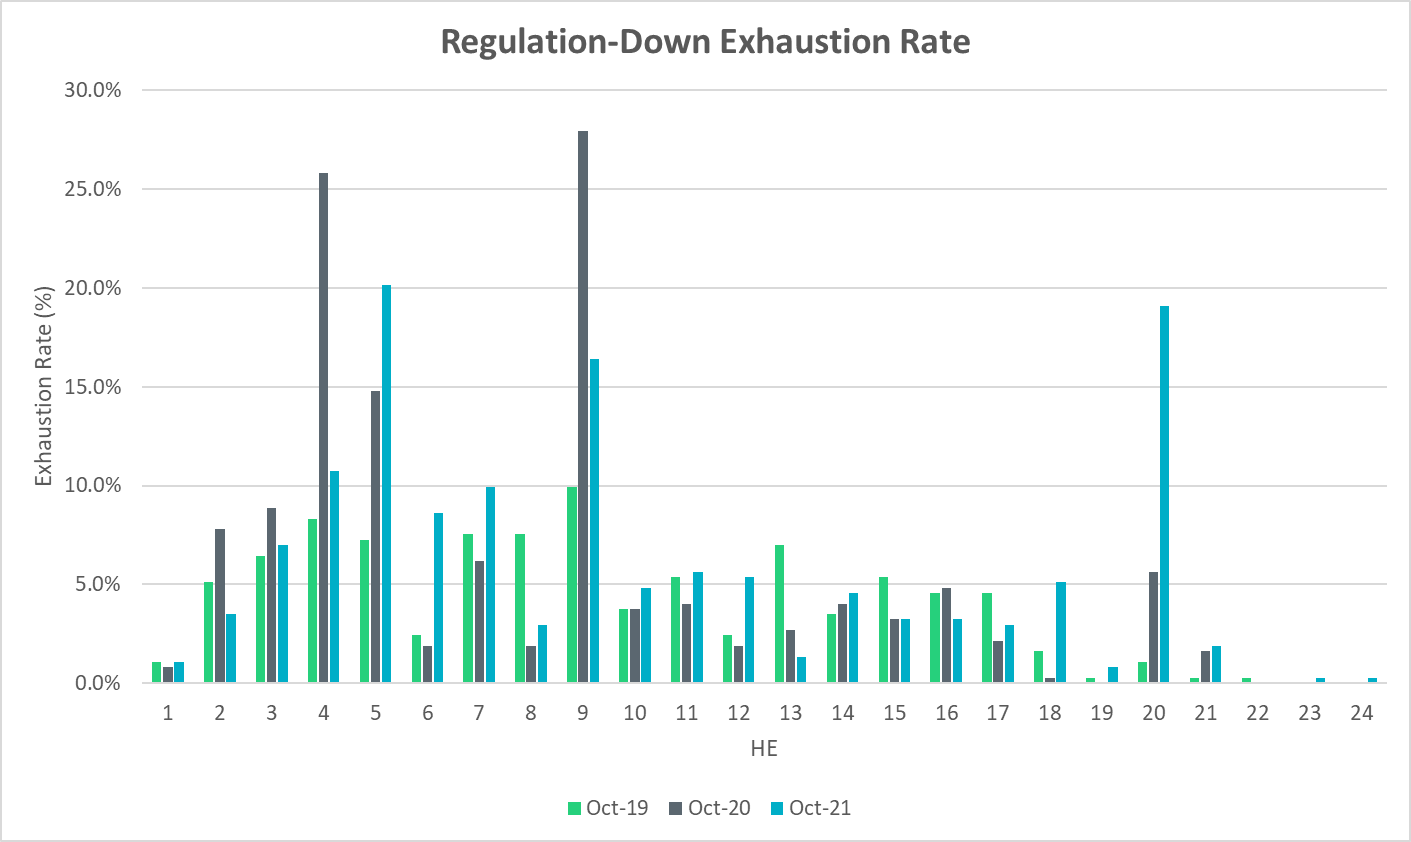 Regulation-Down Exhaustion Rate
30.0%
25.0%
20.0%
15.0%
10.0%
5.0%
0.0%
Exhaustion Rate (%)
1 2 3 4 5 6 7 8 9 10 11 12 13 14 15 16 17 18 19 20 21 22 23 24
HE
Oct-19 Oct-20 Oct-21